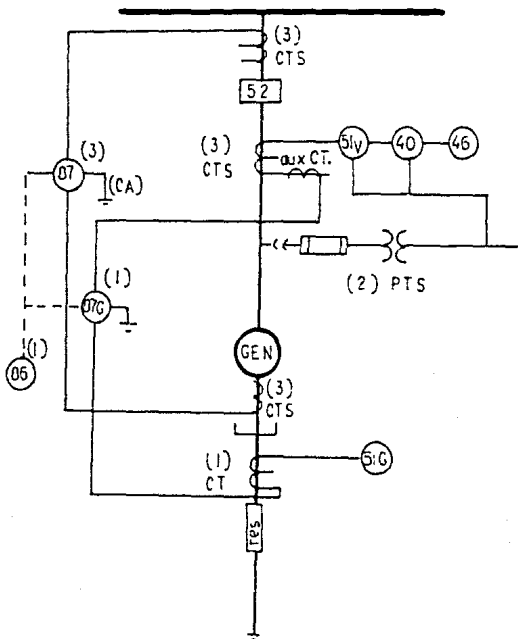 (3)
CTS
52
(3)
CTS
aux CT.
51V
40
46
(3)
87
(CA)
(2) PTS
(1)
87G
(1)
86
GEN
(3)
CTS
(1)
CT
51G
res